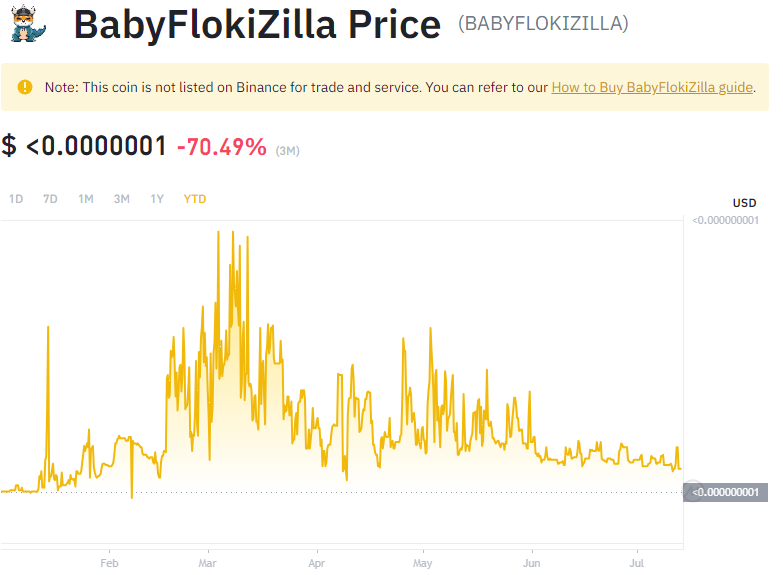 BabyFlokiZilla Price (BABYFLOKIZILLA)
Note: This coin is not listed on Binance for trade and service. You can refer to our How to Buy BabyFlokiZilla guide.
$ <0.0000001 -70.49% (3M)
1D 7D 1M 3M 1Y YTD
USD
<0.000000001
<0.000000001
Feb Mar Apr May Jun Jul